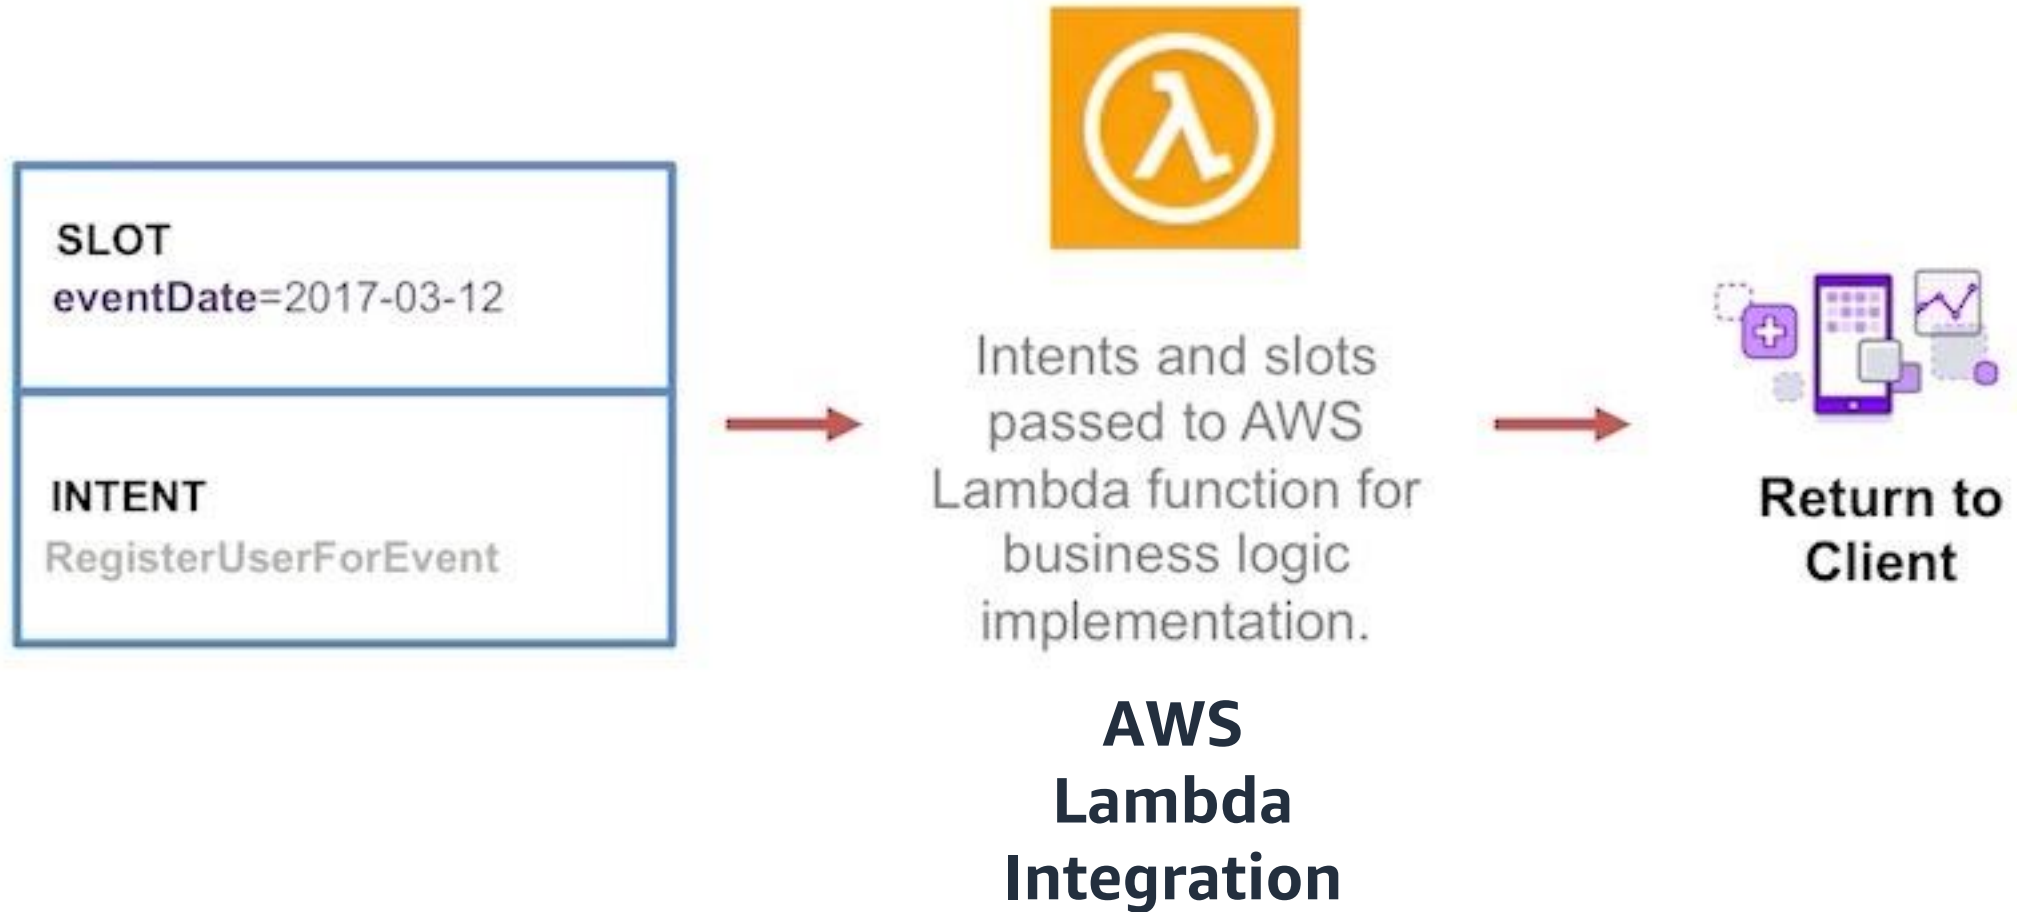 SLOT
eventDate=2017-03-12
INTENT
RegisterUserForEvent
λ
Intents and slots
passed to AWS
Lambda function for
business logic
implementation.
AWS
Lambda
Integration
Return to
Client